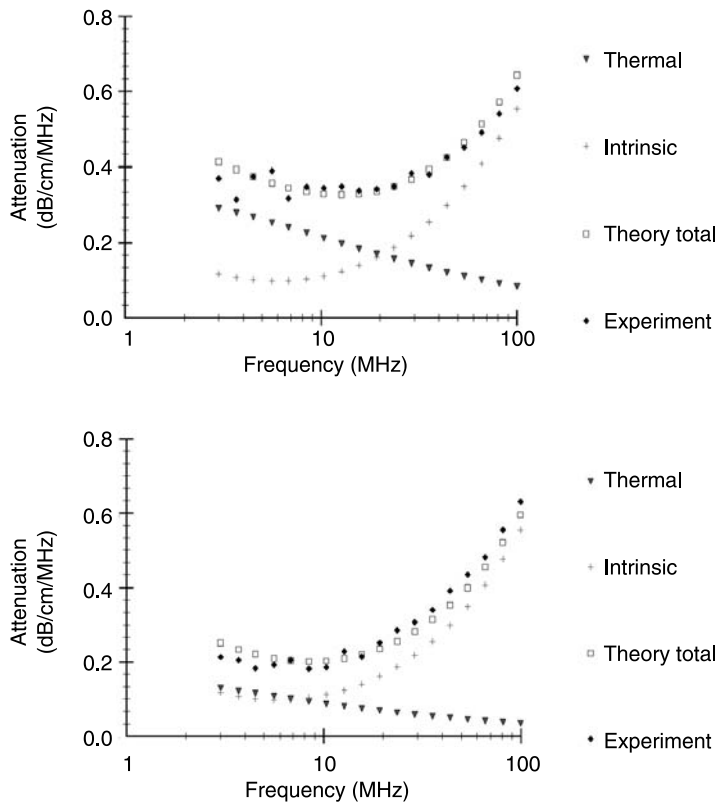 0.8
0.6
0.4
0.2
0.0
Attenuation
(dB/cm/MHz)
1
10
100
Frequency (MHz)
Thermal
Intrinsic
Theory total
Experiment
0.8
0.6
0.4
0.2
0.0
Attenuation
(dB/cm/MHz)
1
10
100
Frequency (MHz)
Thermal
Intrinsic
Theory total
Experiment